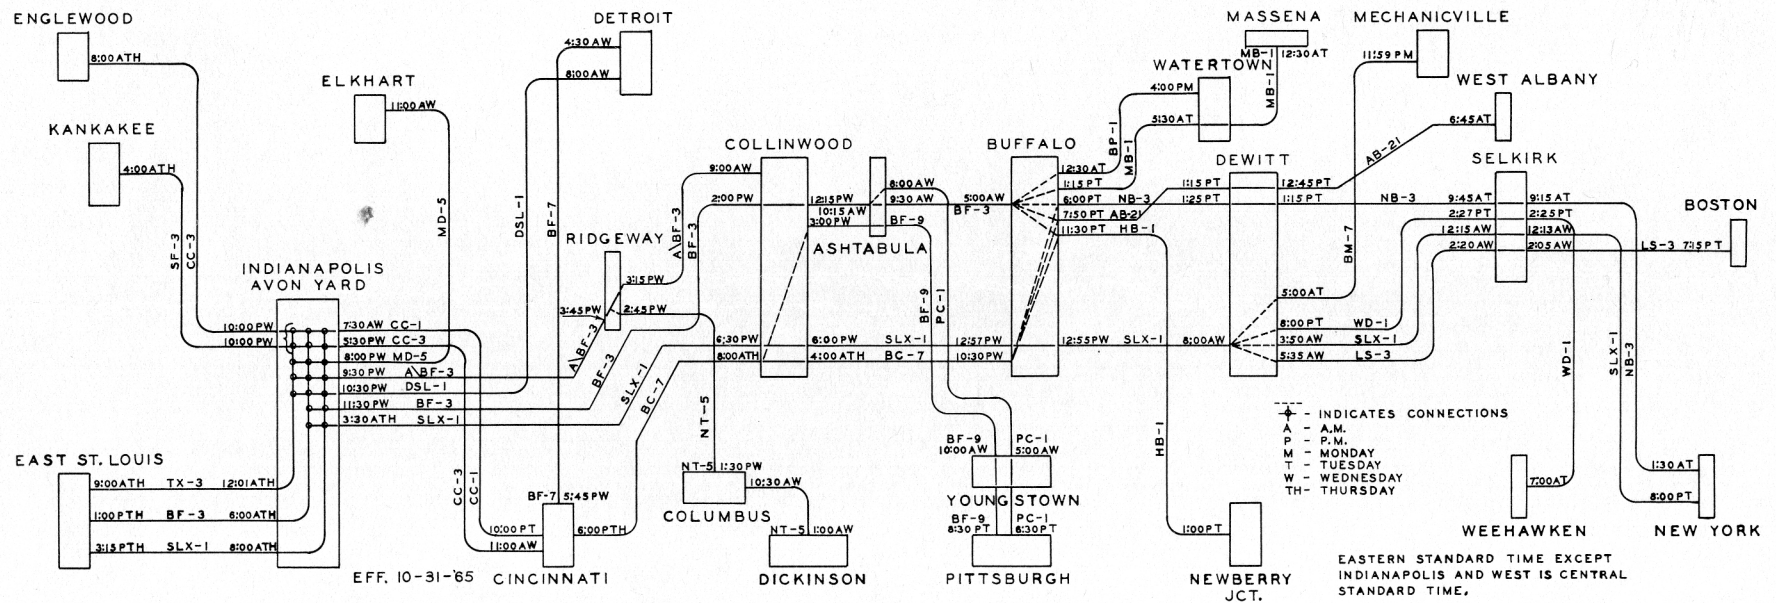 ENGLEWOOD
8:00ATH
KANKAKEE
4:00ATH
SF-3
CC-3
ELKHART
11:00AW
MD-5
DETROIT
4:30AW
8:00AW
DSL-1
BF-7
INDIANAPOLIS
AVON YARD
10:00PW
10:00PW
7:30AW CC-1
5:30PW CC-3
8:00PW MD-5
9:30PW A\BF-3
10:30PW DSL-1
11:30PW BF-3
3:30ATH SLX-1
EAST ST. LOUIS
9:00ATH TX-3 12:01ATH
1:00PTH BF-3 6:00ATH
3:15PTH SLX-1 8:00ATH
EFF. 10-31-'65
CC-3
CC-1
BF-7 5:45PW
10:00PT
11:00AW
6:00PTH
CINCINNATI
RIDGEWAY
3:15PW
3:45PW
2:45PW
A\BF-3
BF-3
A\BF-3
BF-3
SLX-1
BC-7
NT-5
NT-5 1:30PW
10:30AW
COLUMBUS
NT-5 1:00AW
DICKINSON
COLLINWOOD
9:00AW
2:00PW
12:15PW
10:15AW
3:00PW
6:30PW
8:00ATH
6:00PW SLX-1 12:57PW
4:00ATH BC-7 10:30PW
ASHTABULA
8:00AW
9:30AW
BF-9
BF-9
PC-1
5:00AW
BF-3
BF-9 PC-1
10:00AW 5:00AW
YOUNGSTOWN
BF-9 PC-1
8:30PT 6:30PT
PITTSBURGH
BUFFALO
12:30AT
1:15PT
6:00PT NB-3
7:50PT AB-21
11:30PT HB-1
12:55PW SLX-1 8:00AW
BP-1
MB-1
HB-1
1:00PT
NEWBERRY
JCT.
MASSENA
MB-1 12:30AT
MB-1
WATERTOWN
4:00PM
5:30AT
DEWITT
1:15PT
1:25PT
12:45PT
1:15PT
5:00AT
8:00PT WD-1
3:50AW SLX-1
5:35AW LS-3
MECHANICVILLE
11:59PM
BM-7
WEST ALBANY
6:45AT
AB-21
SELKIRK
NB-3 9:45AT 9:15AT
2:27PT 2:25PT
12:15AW 12:13AW
2:20AW 2:05AW
LS-3 7:15PT
BOSTON
WD-1
SLX-1
NB-3
- INDICATES CONNECTIONS
A - A.M.
P - P.M.
M - MONDAY
T - TUESDAY
W - WEDNESDAY
TH- THURSDAY
7:00AT
WEEHAWKEN
1:30AT
8:00PT
NEW YORK
EASTERN STANDARD TIME EXCEPT
INDIANAPOLIS AND WEST IS CENTRAL
STANDARD TIME.